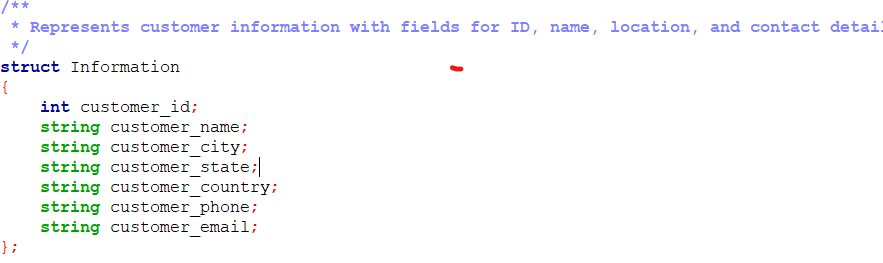 /**
 * Represents customer information with fields for ID, name, location, and contact
 */
struct Information
{
    int customer_id;
    string customer_name;
    string customer_city;
    string customer_state;
    string customer_country;
    string customer_phone;
    string customer_email;
};